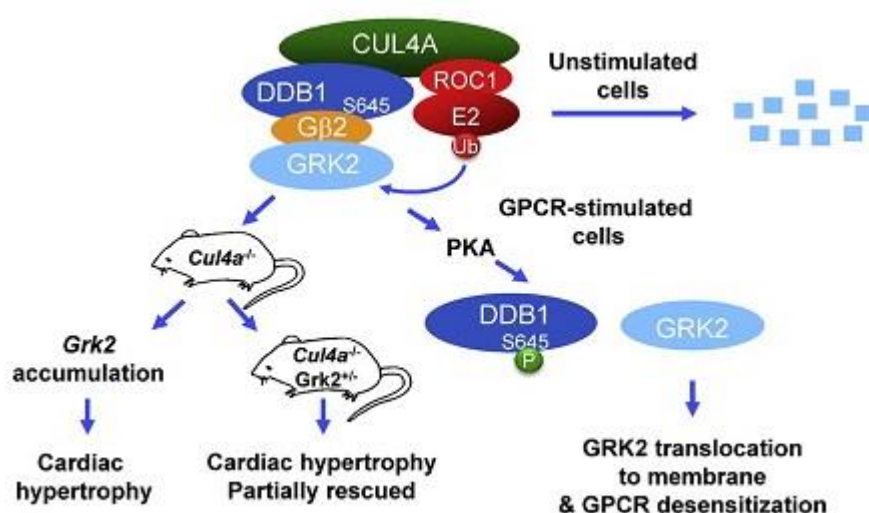 CUL4A
DDB1
S645
ROC1
E2
Ub
Gβ2
GRK2
Unstimulated
cells
GPCR-stimulated
cells
PKA
Cul4a-/-
DDB1
S645
P
GRK2
Grk2
accumulation
Cul4a-/-
Grk2+/-
Cardiac
hypertrophy
Cardiac hypertrophy
Partially rescued
GRK2 translocation
to membrane
& GPCR desensitization